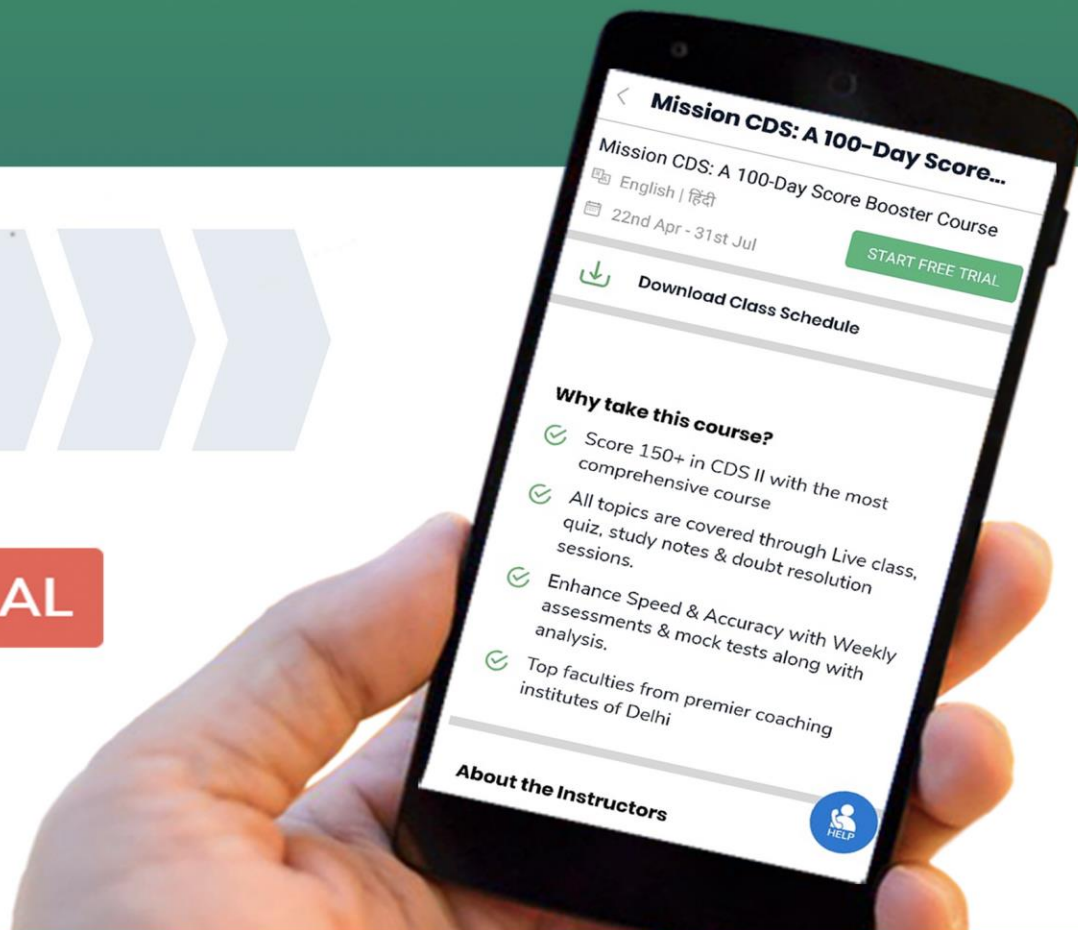 Mission CDS: A 100-Day Score...
Mission CDS: A 100-Day Score Booster Course
English | हिंदी
22nd Apr - 31st Jul
START FREE TRIAL
Download Class Schedule
Why take this course?
Score 150+ in CDS II with the most
comprehensive course
All topics are covered through Live class,
quiz, study notes & doubt resolution
sessions.
Enhance Speed & Accuracy with Weekly
assessments & mock tests along with
analysis.
Top faculties from premier coaching
institutes of Delhi
About the Instructors
HELP
AL